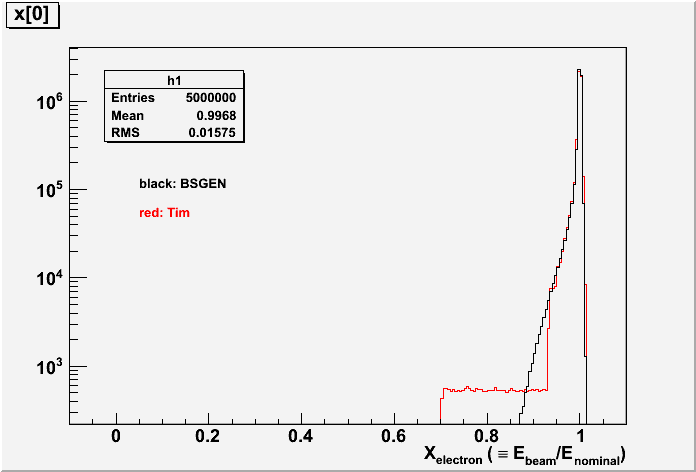 x[0]
h1
Entries 5000000
Mean 0.9968
RMS 0.01575
black: BSGEN
red: Tim
10^6
10^5
10^4
10^3
0 0.2 0.4 0.6 0.8 1
X_electron ( ≡ E_beam/E_nominal)